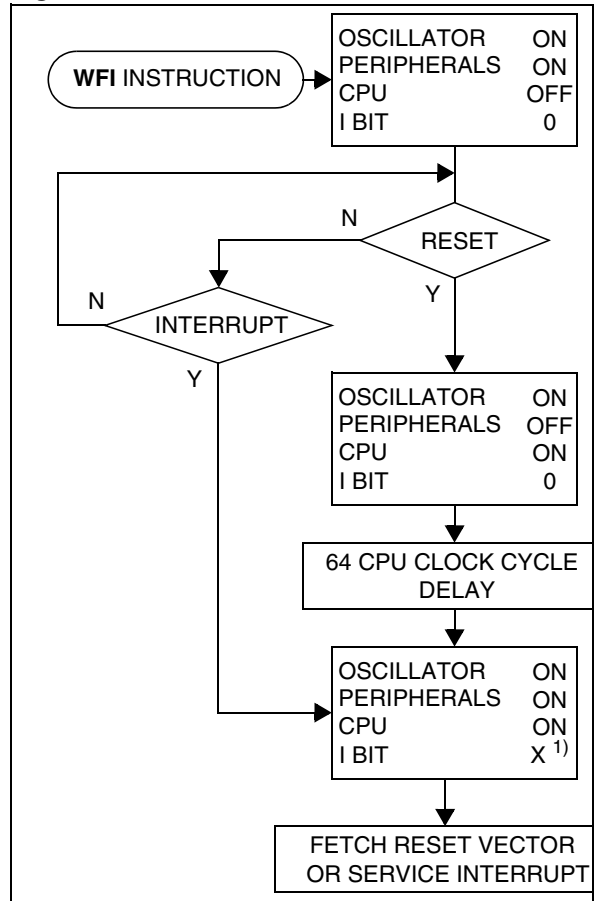 WFI INSTRUCTION
OSCILLATOR ON
PERIPHERALS ON
CPU OFF
I BIT 0
N
RESET
Y
N
INTERRUPT
Y
OSCILLATOR ON
PERIPHERALS OFF
CPU ON
I BIT 0
64 CPU CLOCK CYCLE
DELAY
OSCILLATOR ON
PERIPHERALS ON
CPU ON
I BIT X 1)
FETCH RESET VECTOR
OR SERVICE INTERRUPT